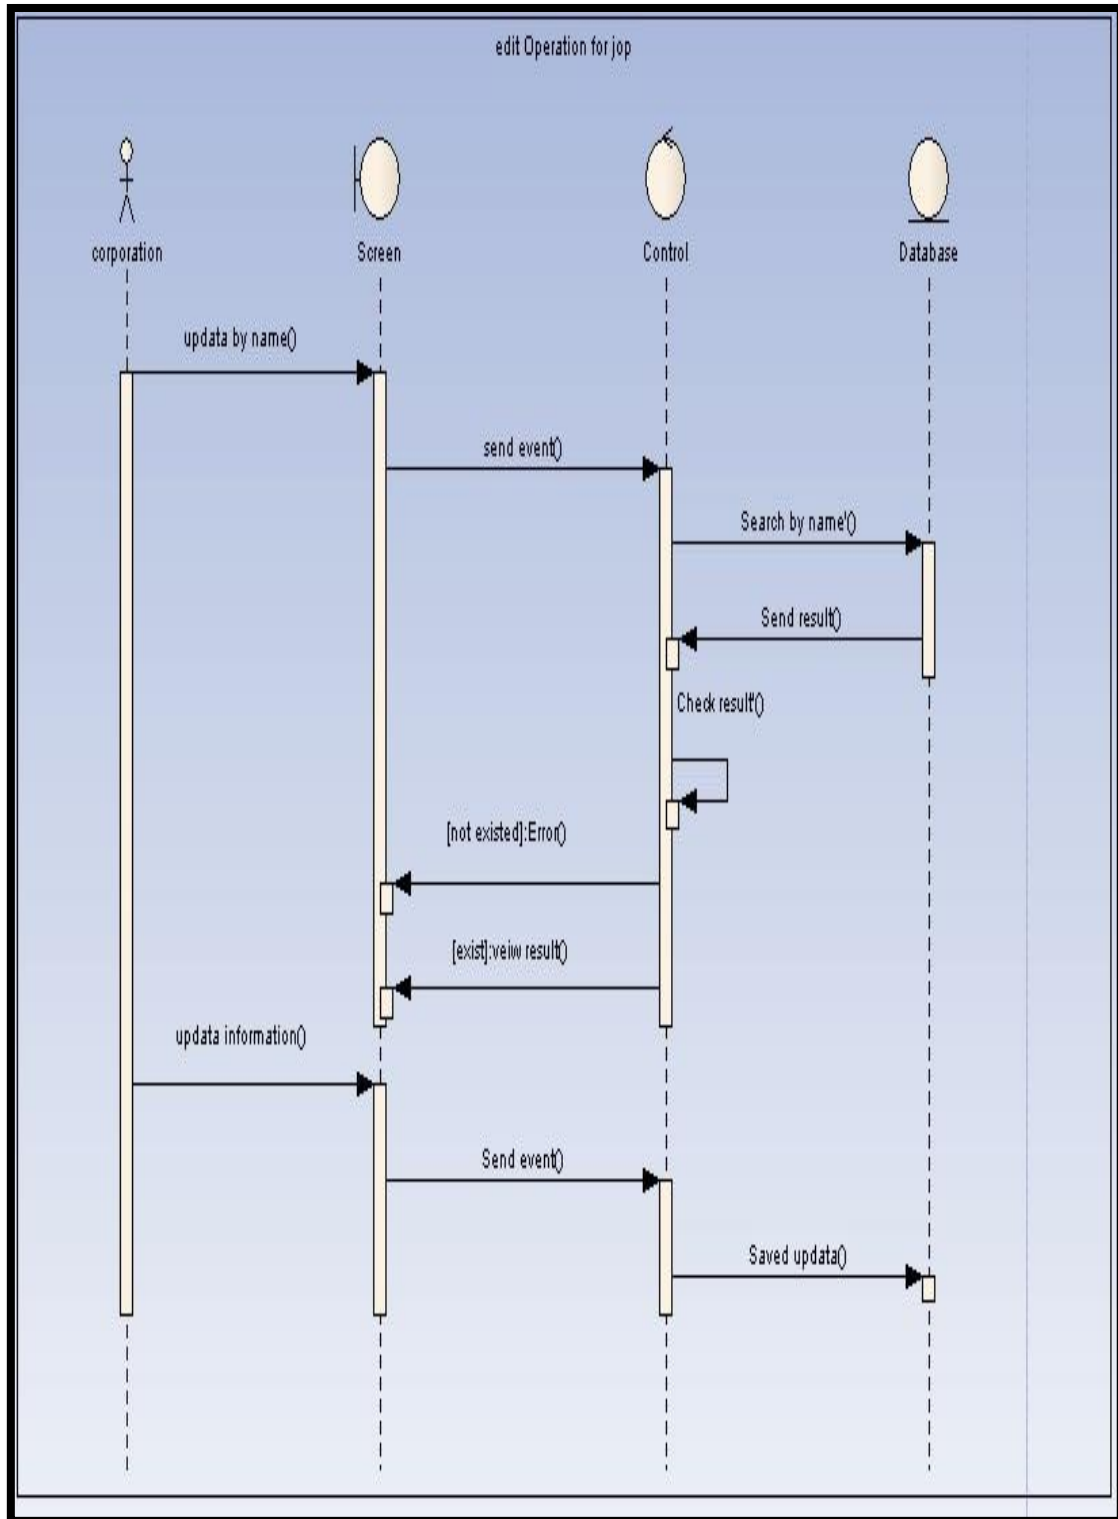 edit Operation for jop
corporation
Screen
Control
Database
updata by name()
send event()
Search by name'()
Send result()
Check result'()
[not existed]:Error()
[exist]:veiw result()
updata information()
Send event()
Saved updata()